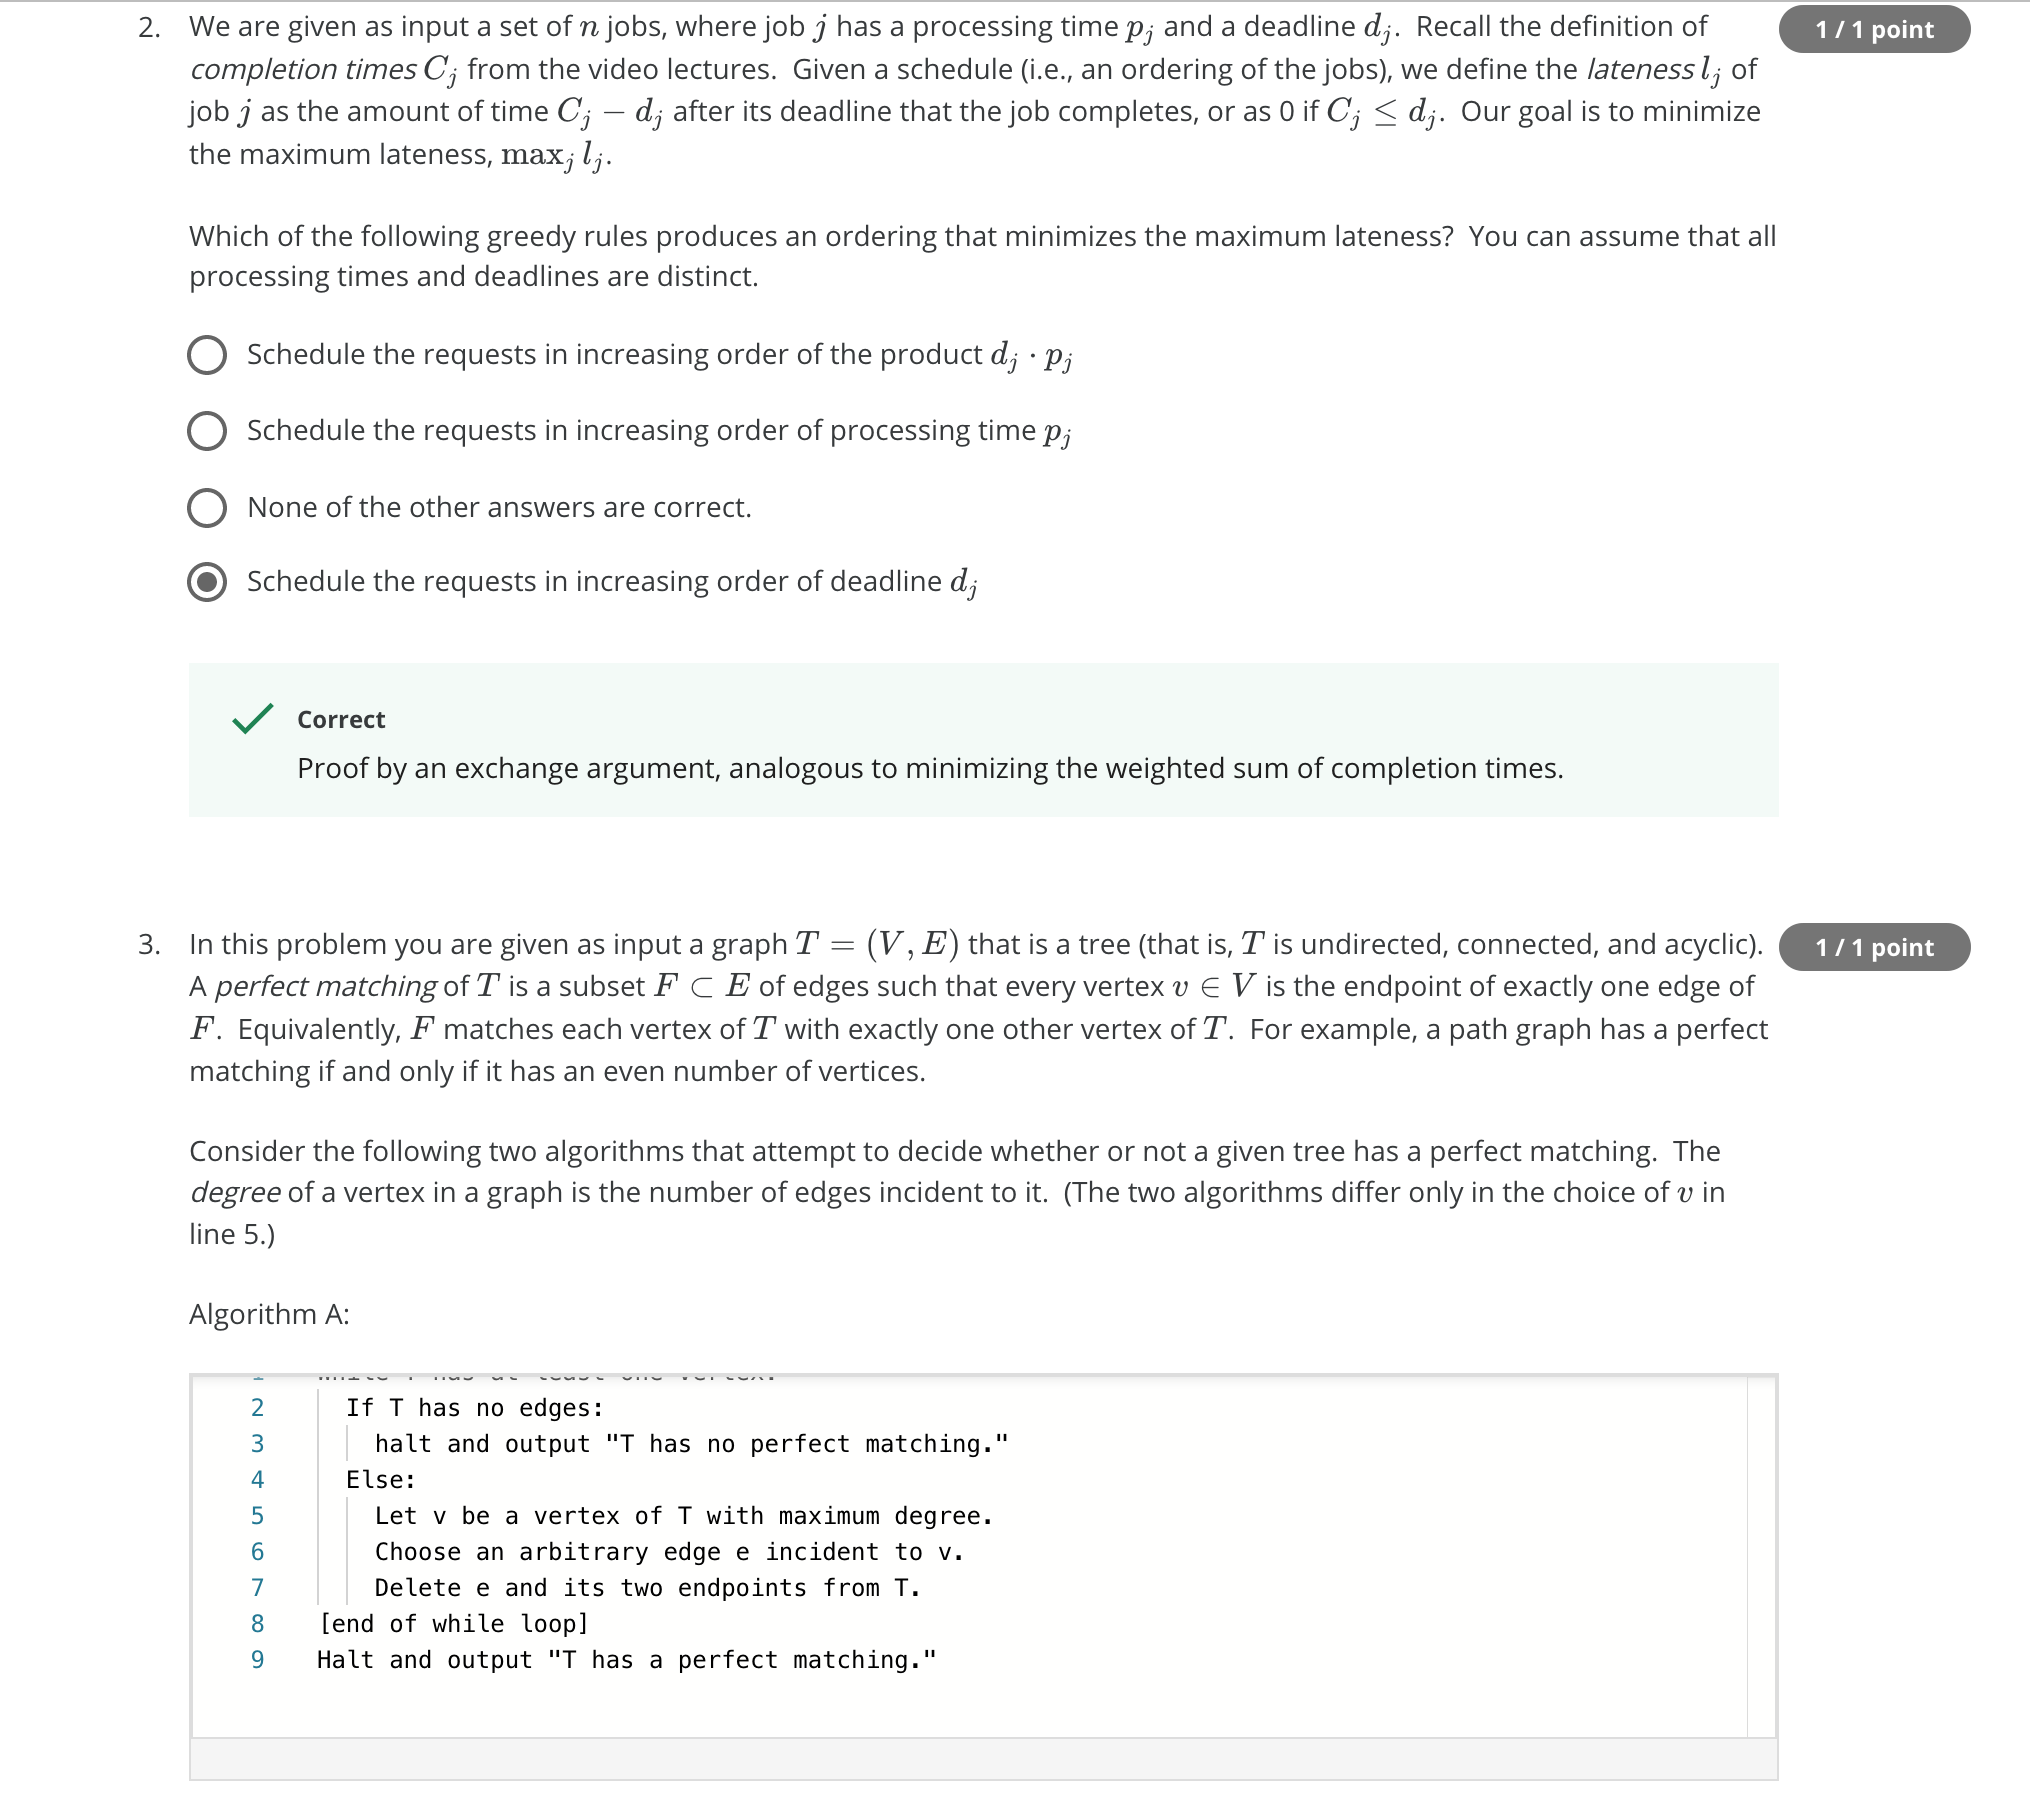 2. We are given as input a set of n jobs, where job j has a processing time p_j and a deadline d_j. Recall the definition of
1 / 1 point
completion times C_j from the video lectures. Given a schedule (i.e., an ordering of the jobs), we define the lateness l_j of
job j as the amount of time C_j − d_j after its deadline that the job completes, or as 0 if C_j ≤ d_j. Our goal is to minimize
the maximum lateness, max_j l_j.
Which of the following greedy rules produces an ordering that minimizes the maximum lateness? You can assume that all
processing times and deadlines are distinct.
Schedule the requests in increasing order of the product d_j · p_j
Schedule the requests in increasing order of processing time p_j
None of the other answers are correct.
Schedule the requests in increasing order of deadline d_j
Correct
Proof by an exchange argument, analogous to minimizing the weighted sum of completion times.
3. In this problem you are given as input a graph T = (V, E) that is a tree (that is, T is undirected, connected, and acyclic).
1 / 1 point
A perfect matching of T is a subset F ⊂ E of edges such that every vertex v ∈ V is the endpoint of exactly one edge of
F. Equivalently, F matches each vertex of T with exactly one other vertex of T. For example, a path graph has a perfect
matching if and only if it has an even number of vertices.
Consider the following two algorithms that attempt to decide whether or not a given tree has a perfect matching. The
degree of a vertex in a graph is the number of edges incident to it. (The two algorithms differ only in the choice of v in
line 5.)
Algorithm A:
2 If T has no edges:
3 halt and output "T has no perfect matching."
4 Else:
5 Let v be a vertex of T with maximum degree.
6 Choose an arbitrary edge e incident to v.
7 Delete e and its two endpoints from T.
8 [end of while loop]
9 Halt and output "T has a perfect matching."